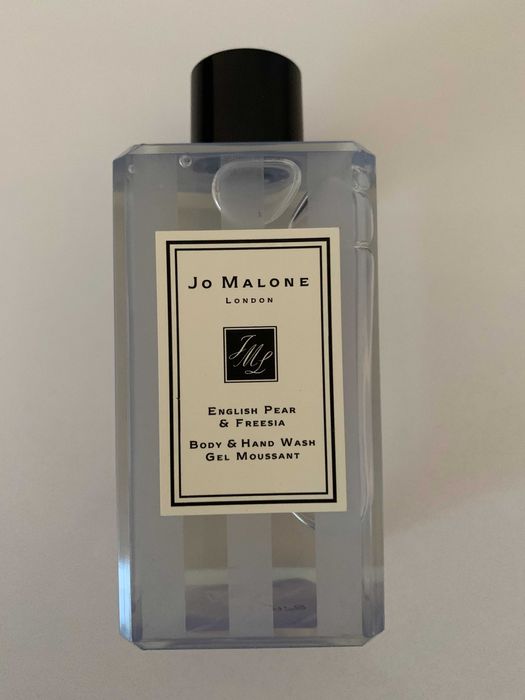 Jo Malone
London
JML
English Pear
& Freesia
Body & Hand Wash
Gel Moussant